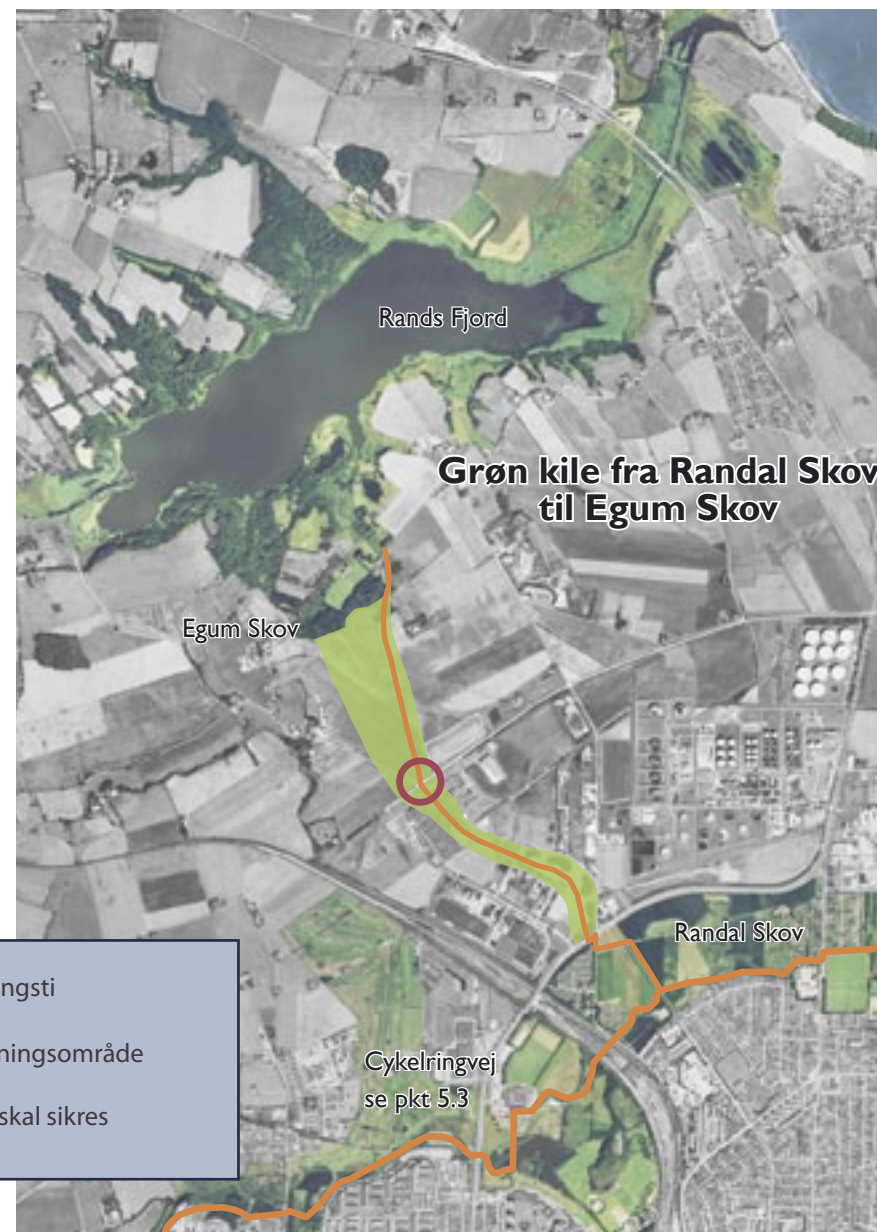 Rands Fjord
Grøn kile fra Randal Skov
til Egum Skov
Egum Skov
Randal Skov
ngsti
ningsområde
skal sikres
Cykelringvej
se pkt 5.3